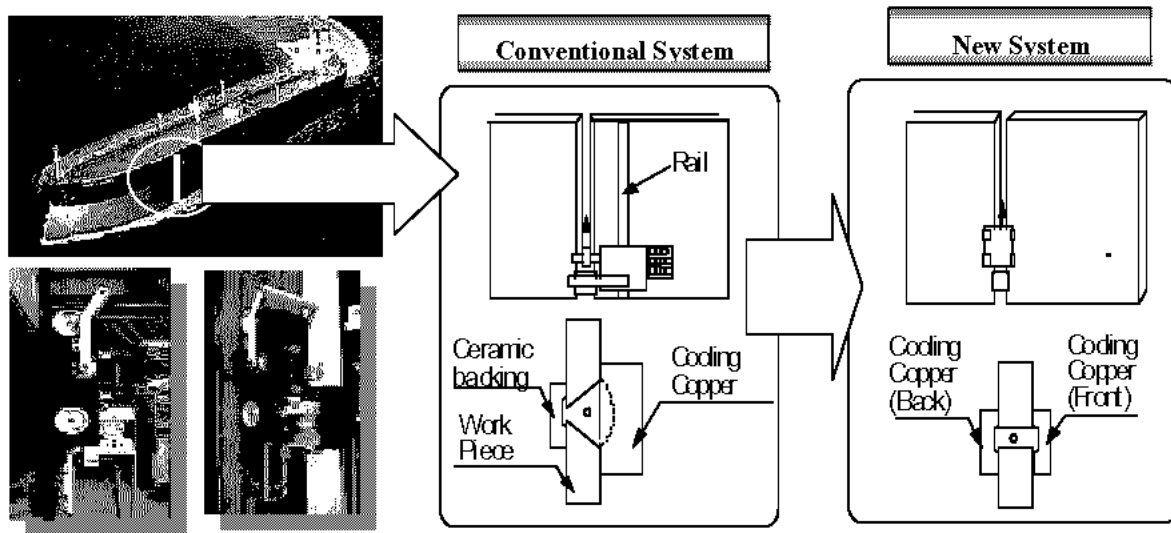 Conventional System
New System
Rail
Ceramic
backing
Cooling
Copper
Work
Piece
Cooling
Copper
(Back)
Cooling
Copper
(Front)